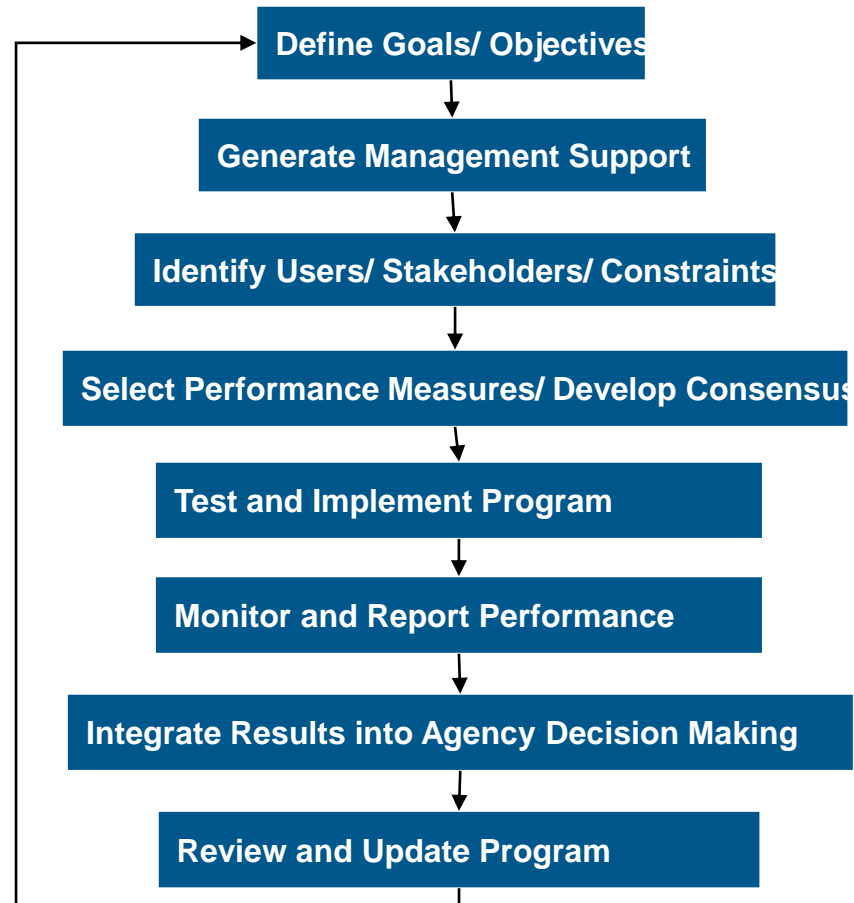 Define Goals/ Objectives
Generate Management Support
Identify Users/ Stakeholders/ Constraints
Select Performance Measures/ Develop Consensus
Test and Implement Program
Monitor and Report Performance
Integrate Results into Agency Decision Making
Review and Update Program